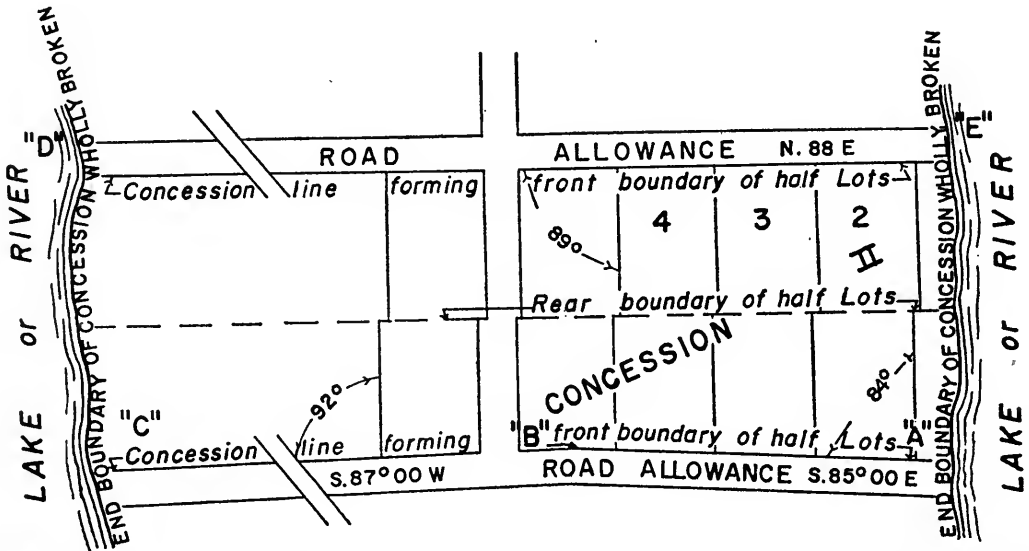 END BOUNDARY OF CONCESSION WHOLLY BROKEN
LAKE or RIVER
"D"
"E"
ROAD ALLOWANCE N. 88 E
Concession line forming front boundary of half Lots
4 3 2
89°
II
Rear boundary of half Lots
CONCESSION
92°
84°
"C"
"B"
"A"
Concession line forming front boundary of half Lots
S.87°00 W ROAD ALLOWANCE S.85°00 E
END BOUNDARY OF CONCESSION WHOLLY BROKEN
LAKE or RIVER